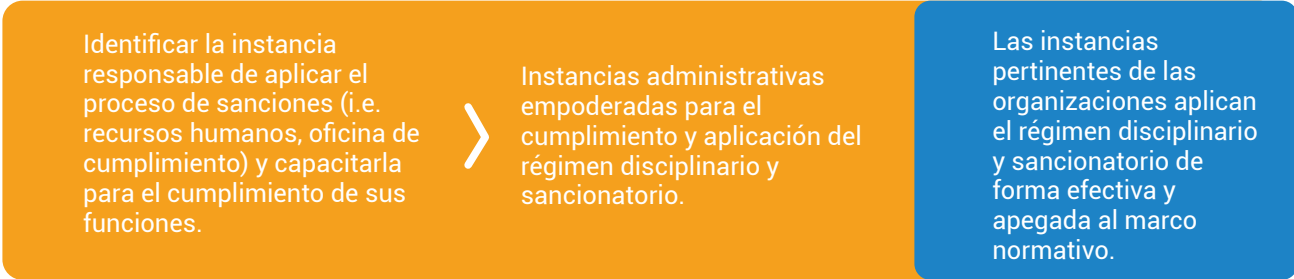 Identificar la instancia
responsable de aplicar el
proceso de sanciones (i.e.
recursos humanos, oficina de
cumplimiento) y capacitarla
para el cumplimiento de sus
funciones.
Instancias administrativas
empoderadas para el
cumplimiento y aplicación del
régimen disciplinario y
sancionatorio.
Las instancias
pertinentes de las
organizaciones aplican
el régimen disciplinario
y sancionatorio de
forma efectiva y
apegada al marco
normativo.